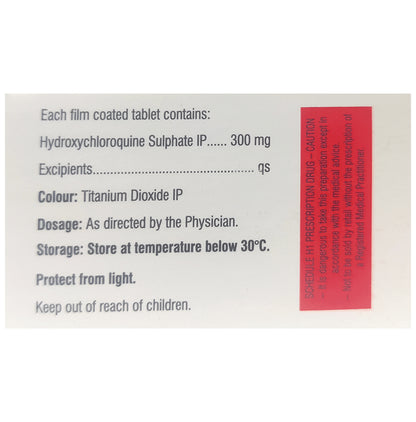 Each film coated tablet contains:
Hydroxychloroquine Sulphate IP...... 300 mg
Excipients.......................................... qs
Colour: Titanium Dioxide IP
Dosage: As directed by the Physician.
Storage: Store at temperature below 30°C.
Protect from light.
Keep out of reach of children.
SCHEDULE H1 PRESCRIPTION DRUG – CAUTION
– It is dangerous to take this preparation except in
accordance with the medical advice.
– Not to be sold by retail without the prescription of
a Registered Medical Practitioner.